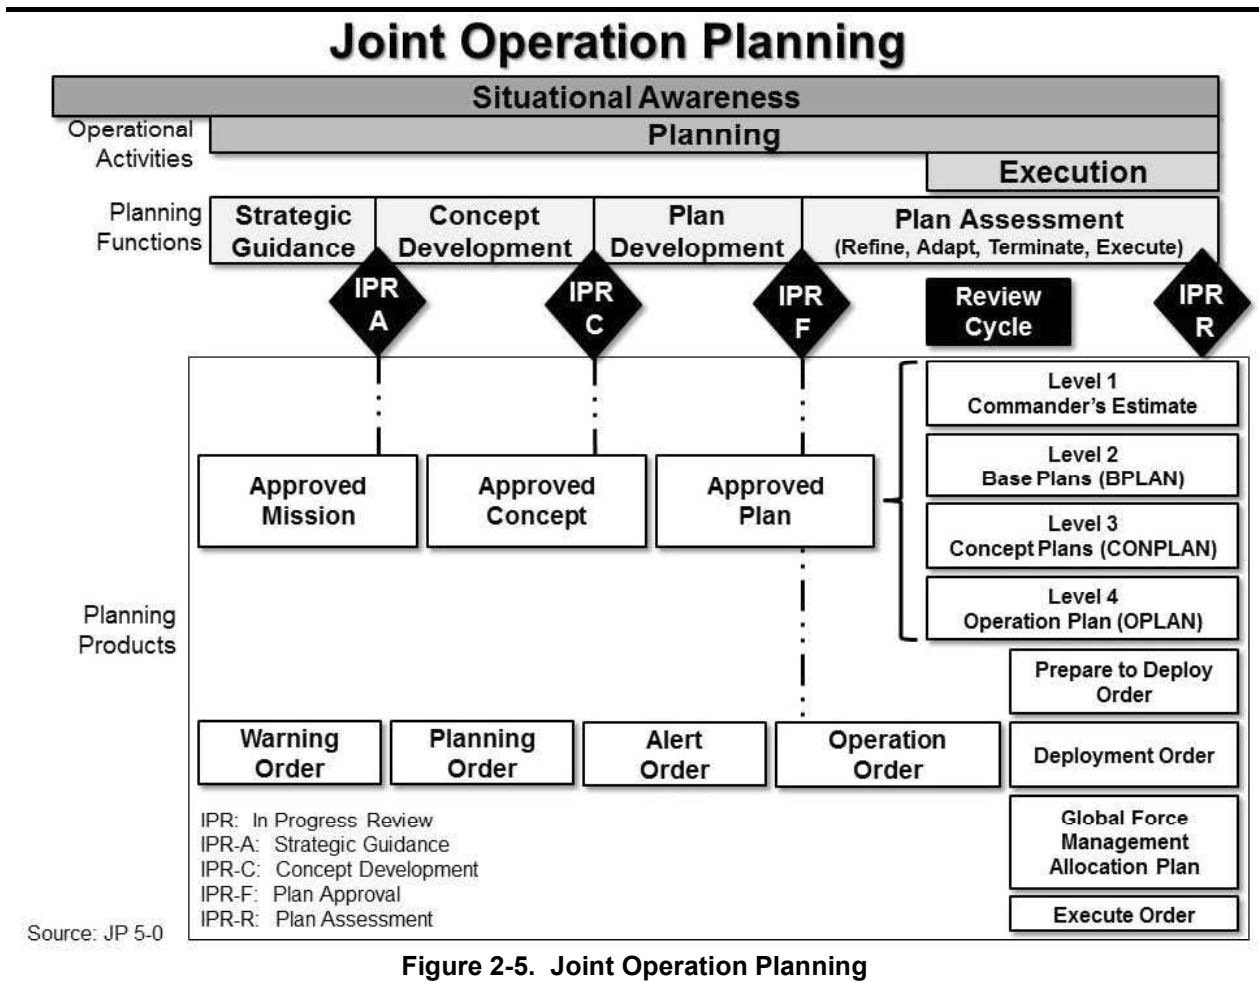 Joint Operation Planning
Situational Awareness
Operational
Activities
Planning
Execution
Planning
Functions
Strategic
Guidance
Concept
Development
Plan
Development
Plan Assessment
(Refine, Adapt, Terminate, Execute)
IPR
A
IPR
C
IPR
F
Review
Cycle
IPR
R
Level 1
Commander's Estimate
Level 2
Base Plans (BPLAN)
Level 3
Concept Plans (CONPLAN)
Level 4
Operation Plan (OPLAN)
Approved
Mission
Approved
Concept
Approved
Plan
Planning
Products
Prepare to Deploy
Order
Warning
Order
Planning
Order
Alert
Order
Operation
Order
Deployment Order
Global Force
Management
Allocation Plan
Execute Order
IPR: In Progress Review
IPR-A: Strategic Guidance
IPR-C: Concept Development
IPR-F: Plan Approval
IPR-R: Plan Assessment
Source: JP 5-0
Figure 2-5. Joint Operation Planning